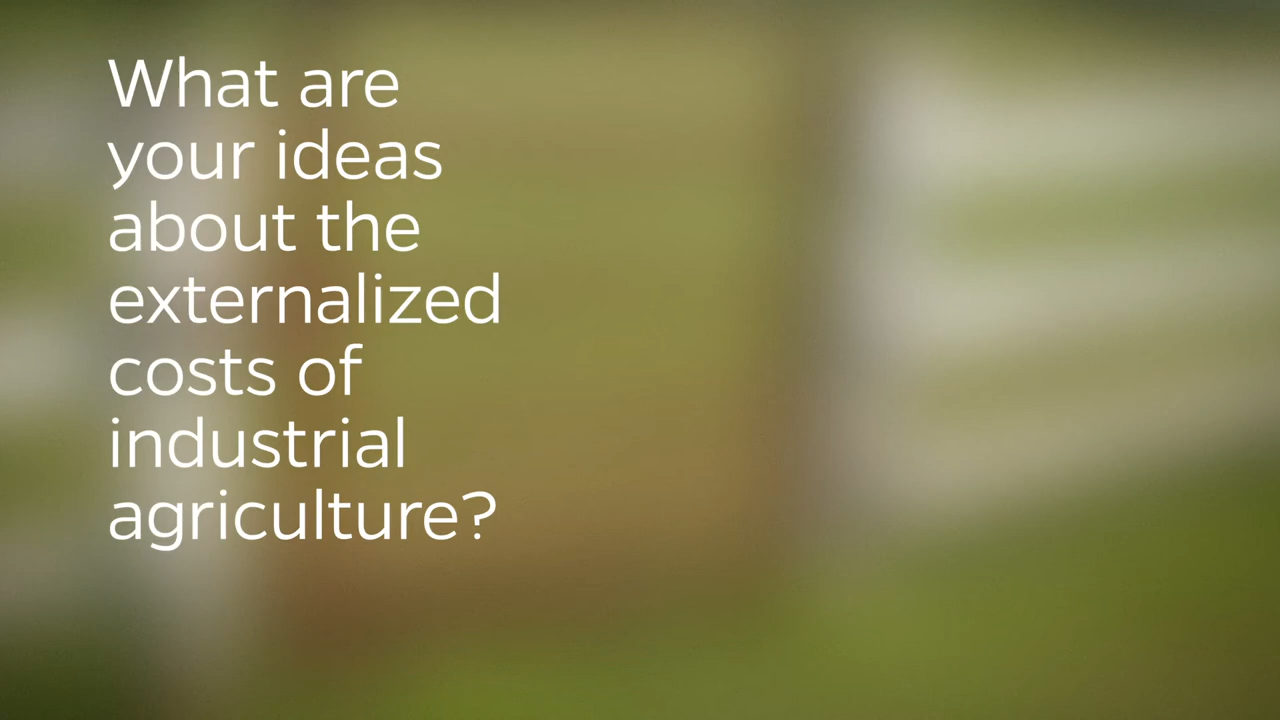 What are
your ideas
about the
externalized
costs of
industrial
agriculture?